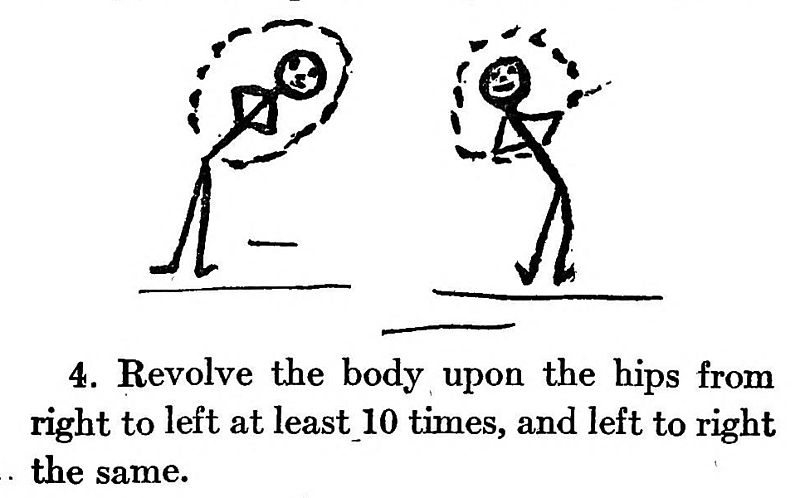 4. Revolve the body upon the hips from
right to left at least 10 times, and left to right
the same.